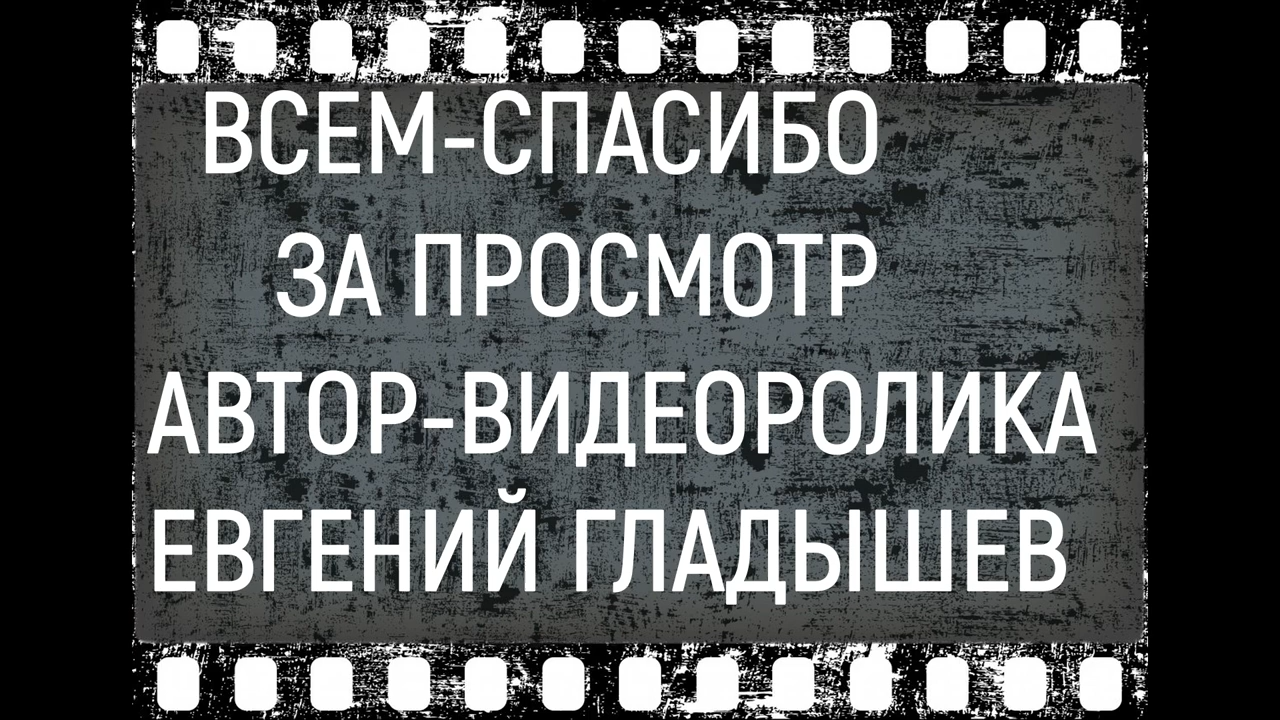 ВСЕМ-СПАСИБО
ЗА ПРОСМОТР
АВТОР-ВИДЕОРОЛИКА
ЕВГЕНИЙ ГЛАДЫШЕВ